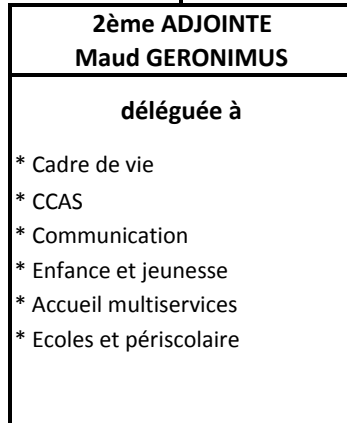 2ème ADJOINTE
Maud GERONIMUS
déléguée à
* Cadre de vie
* CCAS
* Communication
* Enfance et jeunesse
* Accueil multiservices
* Ecoles et périscolaire